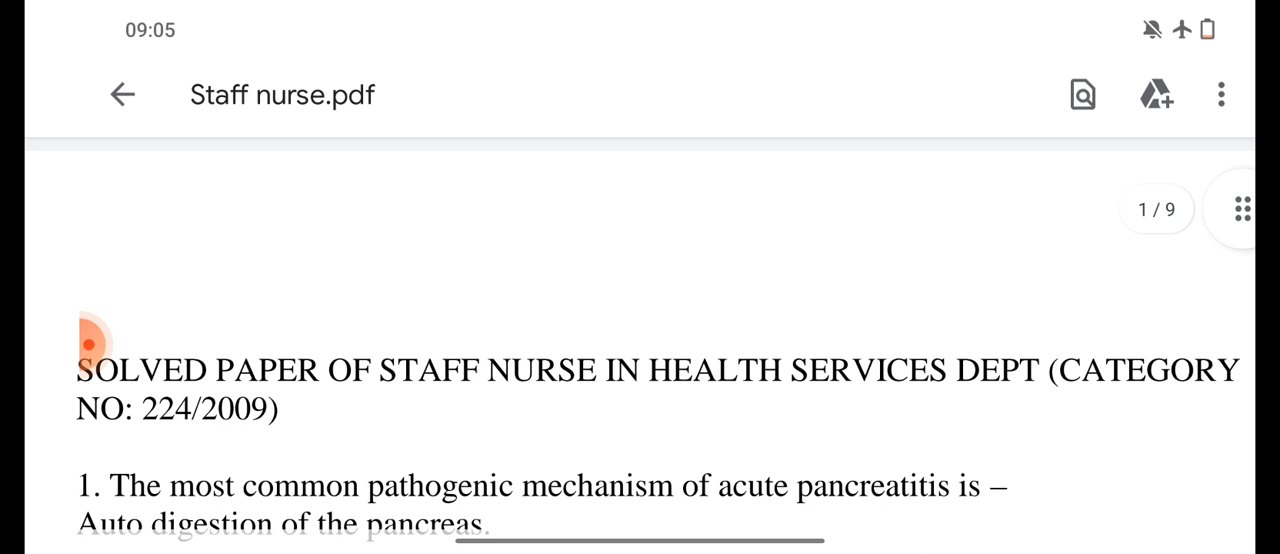 09:05
Staff nurse.pdf
1 / 9
SOLVED PAPER OF STAFF NURSE IN HEALTH SERVICES DEPT (CATEGORY
NO: 224/2009)
1. The most common pathogenic mechanism of acute pancreatitis is –
Auto digestion of the pancreas.